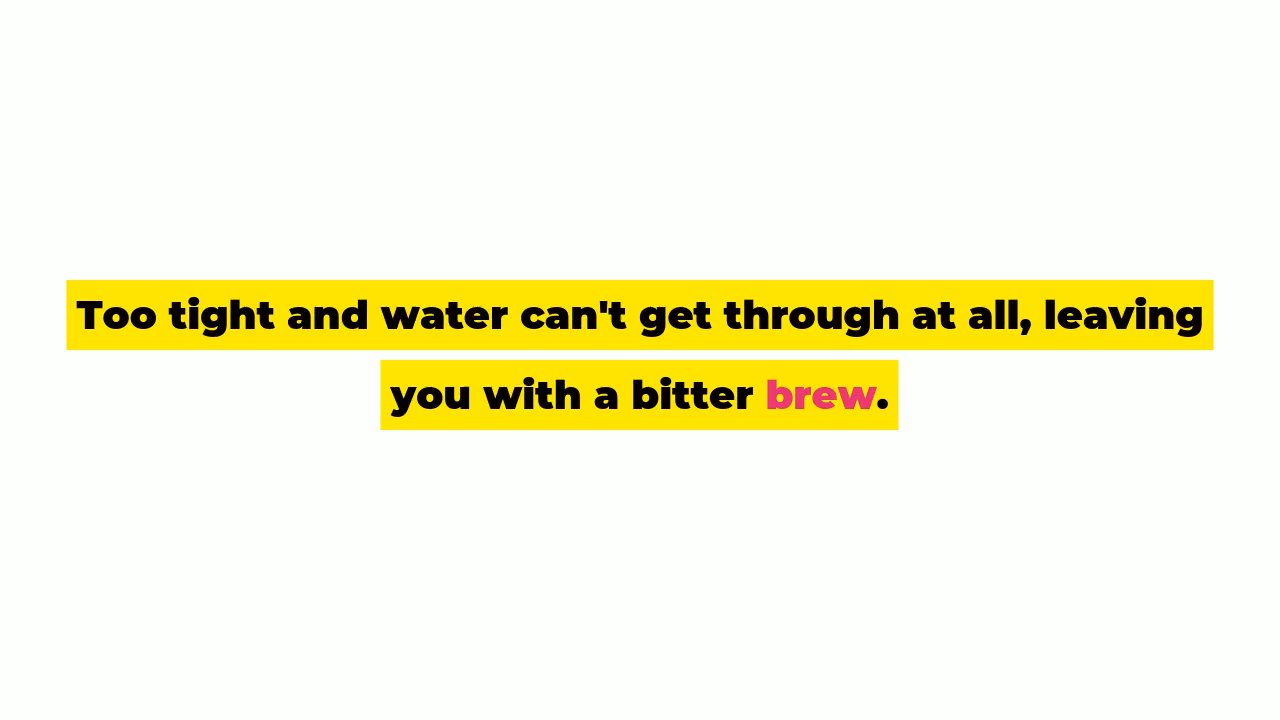 Too tight and water can't get through at all, leaving
you with a bitter brew.